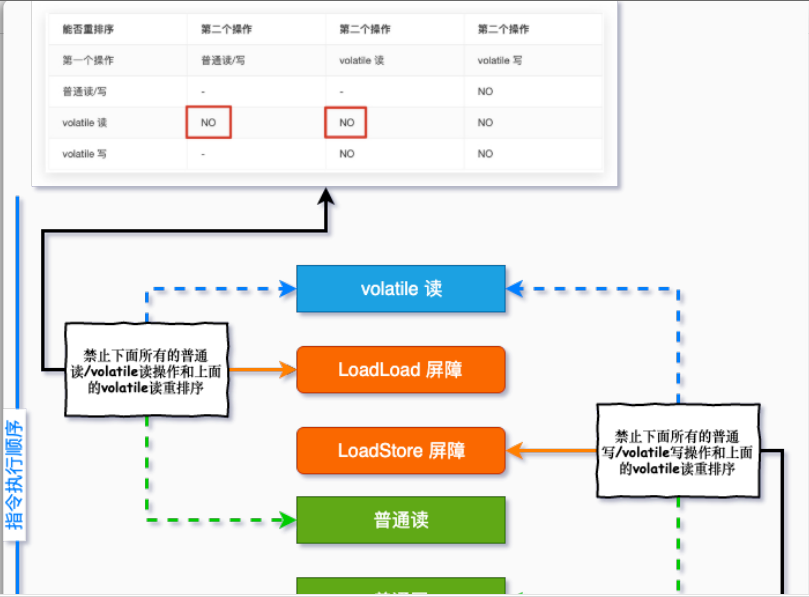 能否重排序 第二个操作 第二个操作 第二个操作
第一个操作 普通读/写 volatile 读 volatile 写
普通读/写 - - NO
volatile 读 NO NO NO
volatile 写 - NO NO
volatile 读
禁止下面所有的普通
读/volatile读操作和上面
的volatile读重排序
LoadLoad 屏障
LoadStore 屏障
禁止下面所有的普通
写/volatile写操作和上面
的volatile读重排序
指令执行顺序
普通读